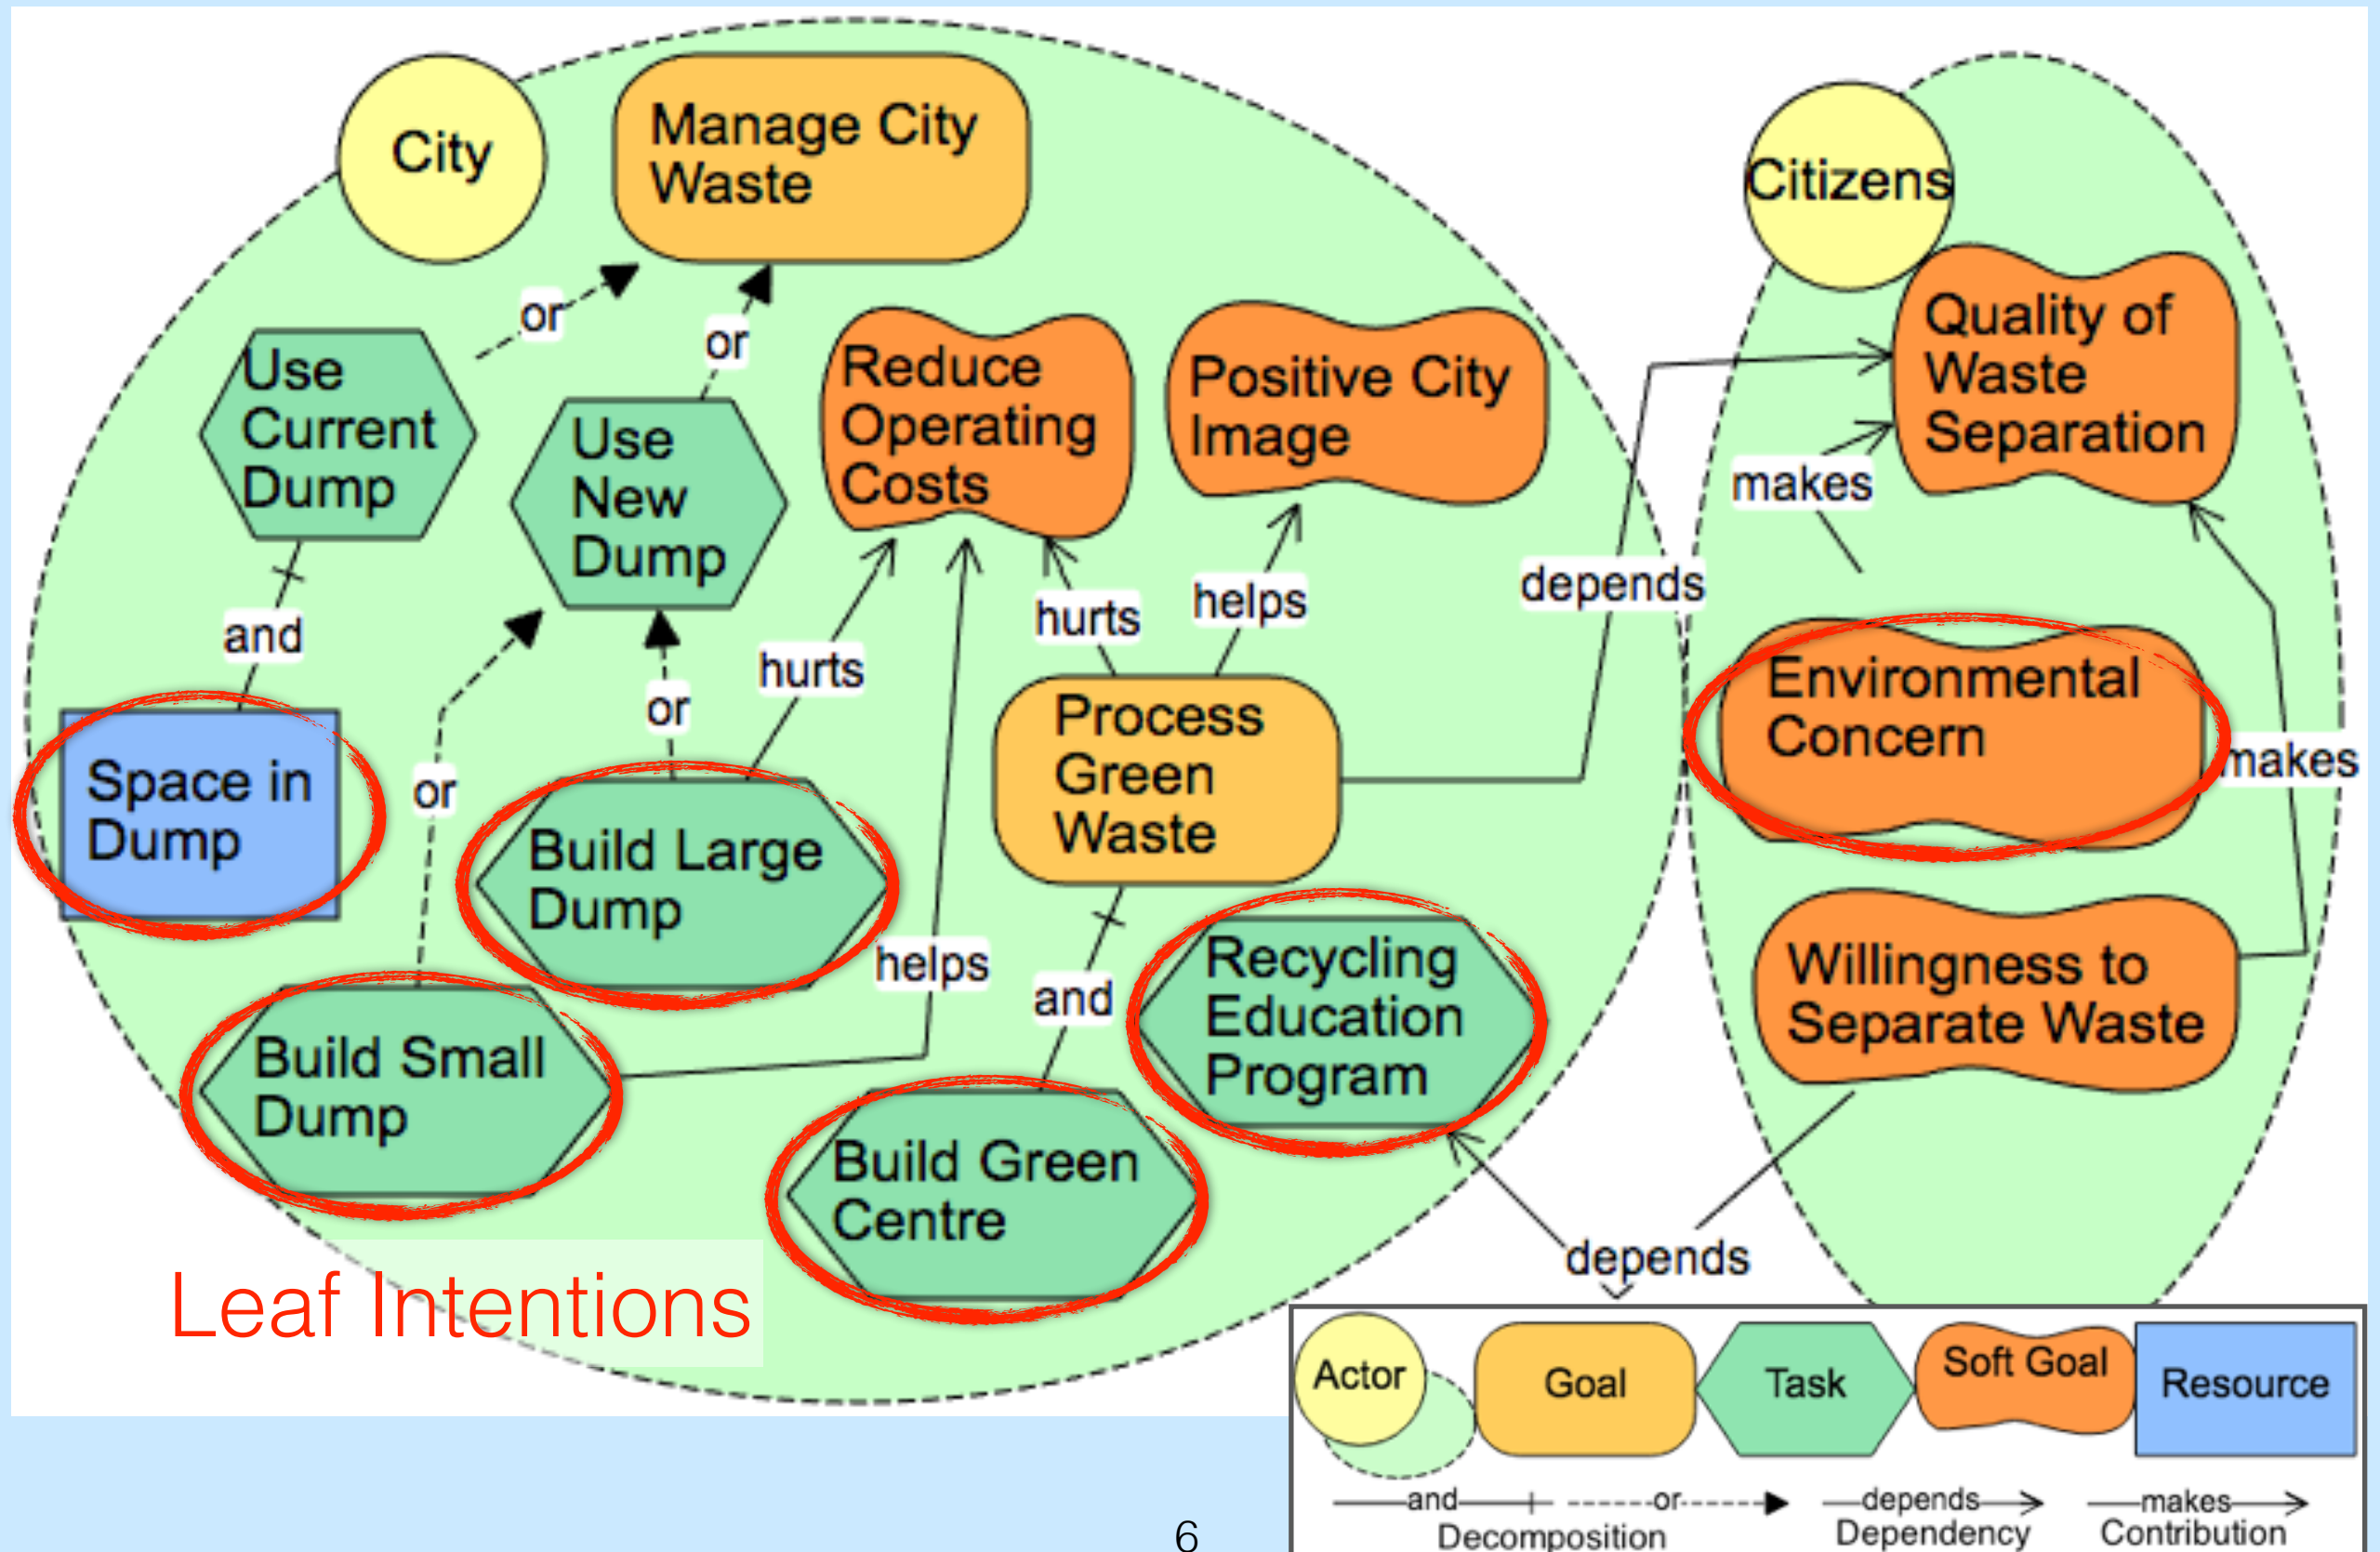 City
Manage City
Waste
Citizens
or
or
Use
Current
Dump
Use
New
Dump
Reduce
Operating
Costs
Positive City
Image
Quality of
Waste
Separation
makes
depends
hurts
helps
hurts
and
or
or
Space in
Dump
Build Large
Dump
Process
Green
Waste
Environmental
Concern
makes
helps
and
Recycling
Education
Program
Willingness to
Separate Waste
Build Small
Dump
Build Green
Centre
depends
Leaf Intentions
Actor
Goal
Task
Soft Goal
Resource
and
or
depends
makes
Decomposition
Dependency
Contribution
6